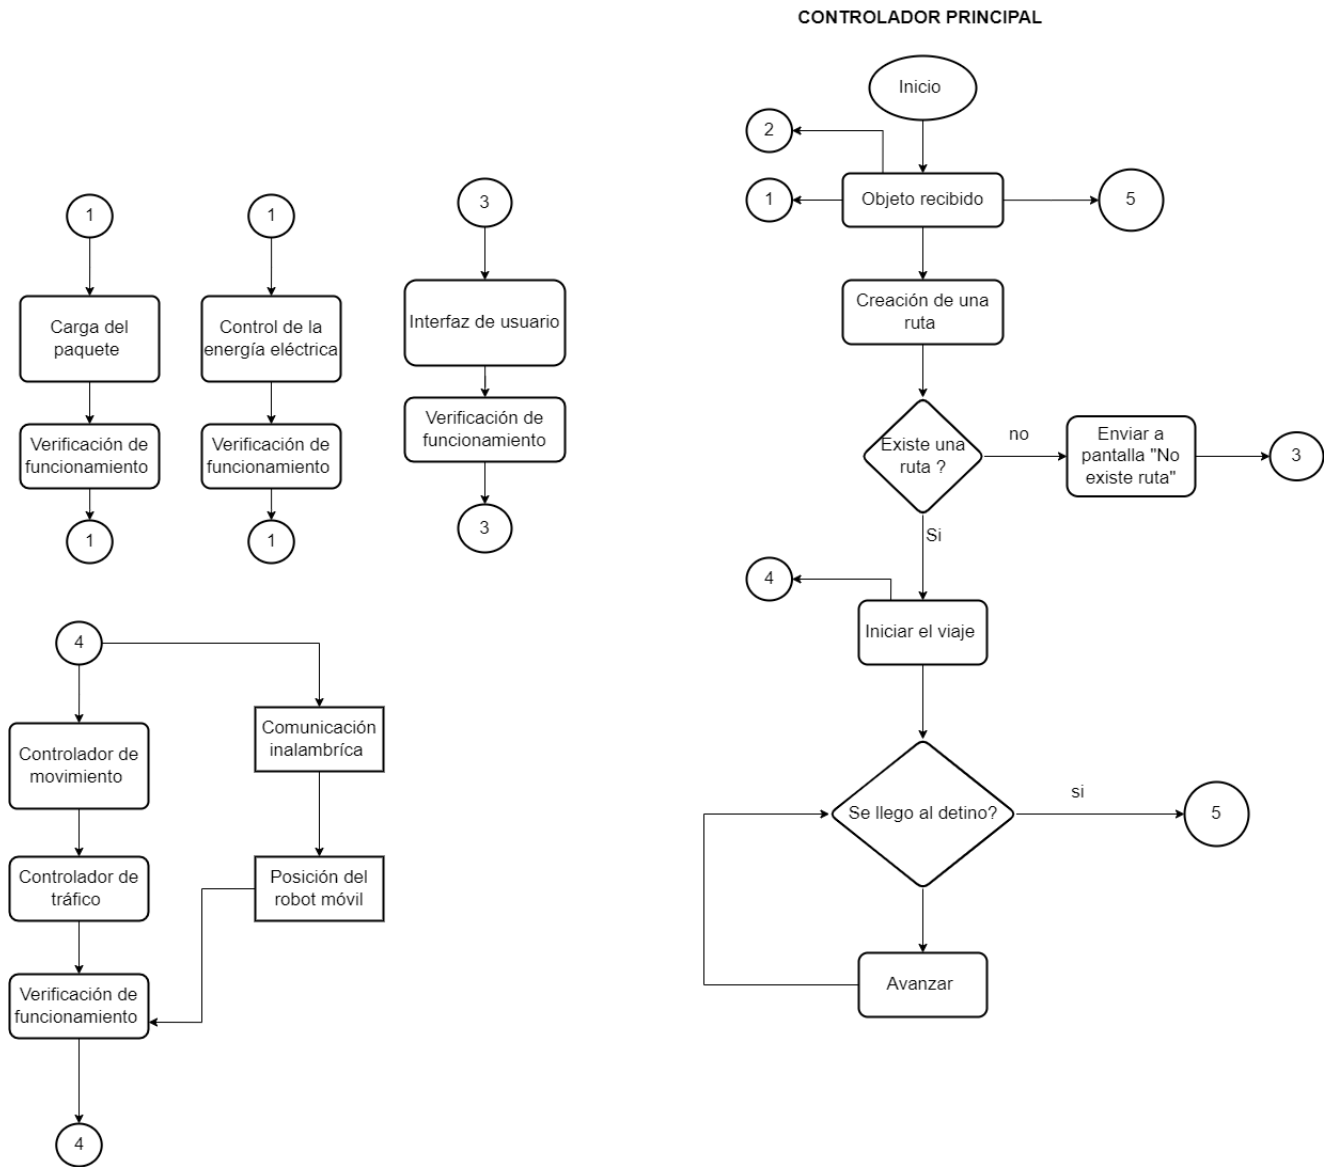 CONTROLADOR PRINCIPAL
Inicio
2
1
Objeto recibido
5
Creación de una
ruta
Existe una
ruta ?
no
Enviar a
pantalla "No
existe ruta"
3
Si
4
Iniciar el viaje
Se llego al detino?
si
5
Avanzar
1
Carga del
paquete
Verificación de
funcionamiento
1
1
Control de la
energía eléctrica
Verificación de
funcionamiento
1
3
Interfaz de usuario
Verificación de
funcionamiento
3
4
Controlador de
movimiento
Controlador de
tráfico
Verificación de
funcionamiento
4
Comunicación
inalambríca
Posición del
robot móvil